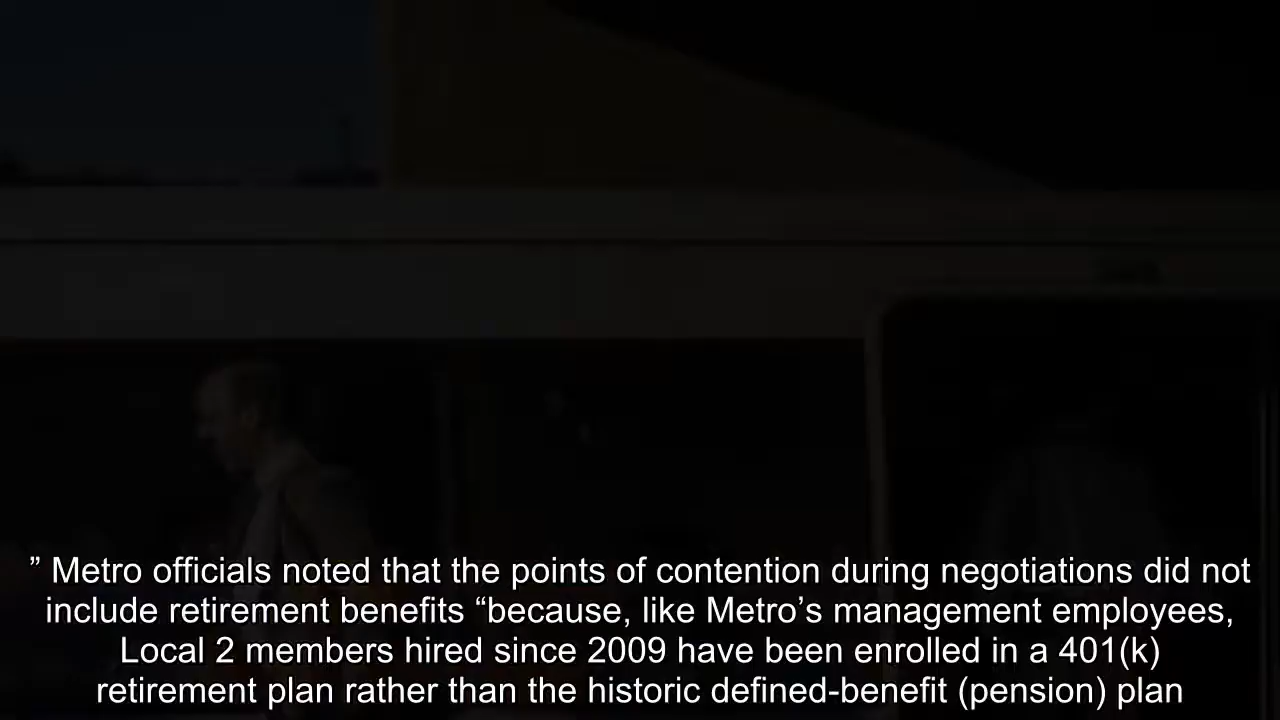 ” Metro officials noted that the points of contention during negotiations did not
include retirement benefits “because, like Metro’s management employees,
Local 2 members hired since 2009 have been enrolled in a 401(k)
retirement plan rather than the historic defined-benefit (pension) plan